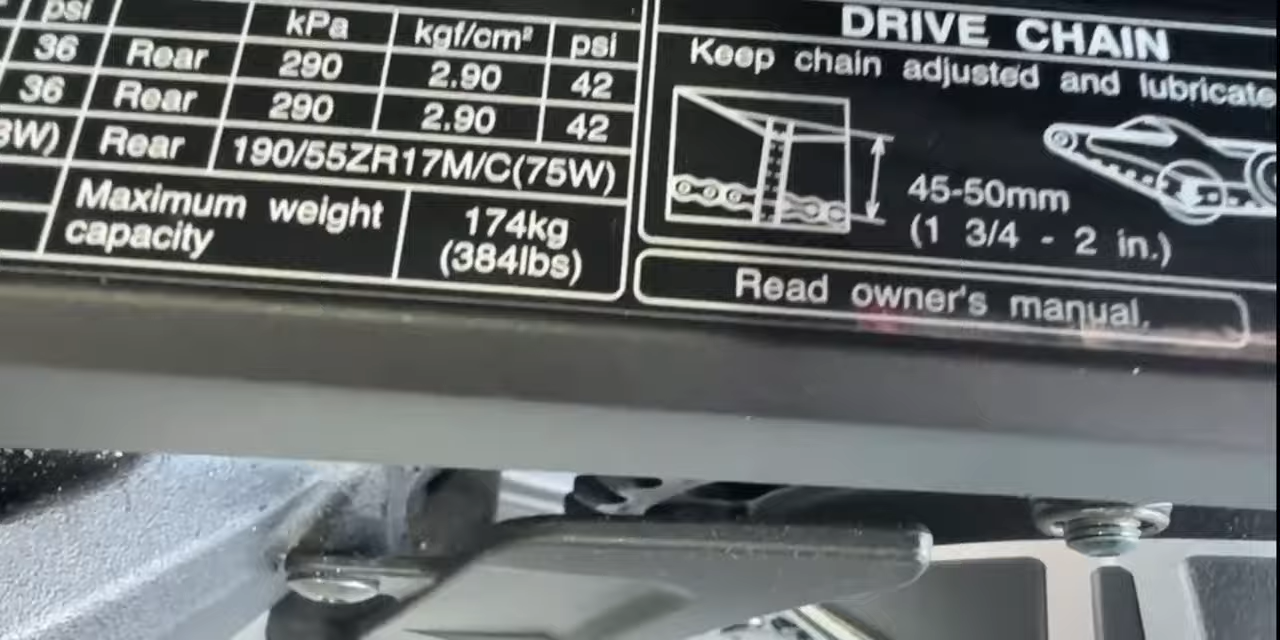 psi kPa kgf/cm² psi
36 Rear 290 2.90 42
36 Rear 290 2.90 42
W) Rear 190/55ZR17M/C(75W)
Maximum weight
capacity
174kg
(384lbs)
DRIVE CHAIN
Keep chain adjusted and lubricate
45-50mm
(1 3/4 - 2 in.)
Read owner's manual.